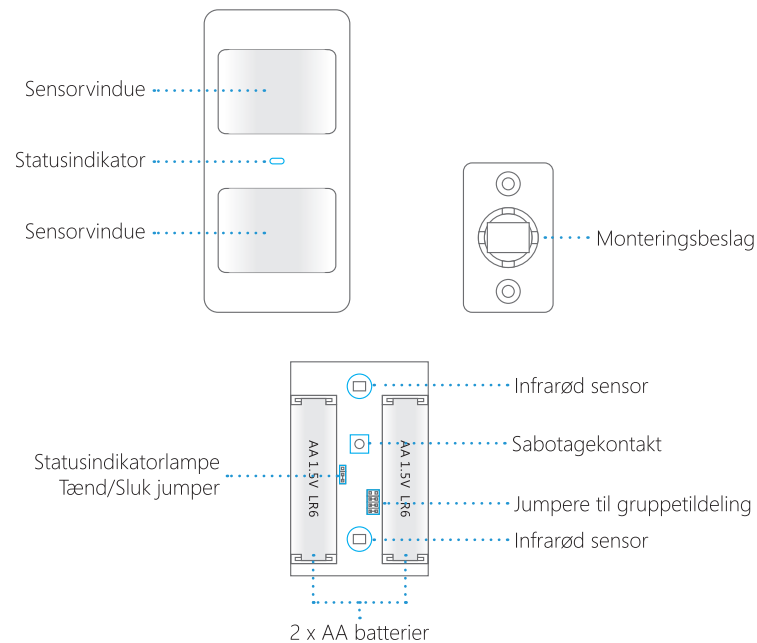 Sensorvindue
Statusindikator
Sensorvindue
Monteringsbeslag
Infrarød sensor
Sabotagekontakt
Statusindikatorlampe
Tænd/Sluk jumper
AA 1.5V LR6
AA 1.5V LR6
Jumpere til gruppetildeling
Infrarød sensor
2 x AA batterier